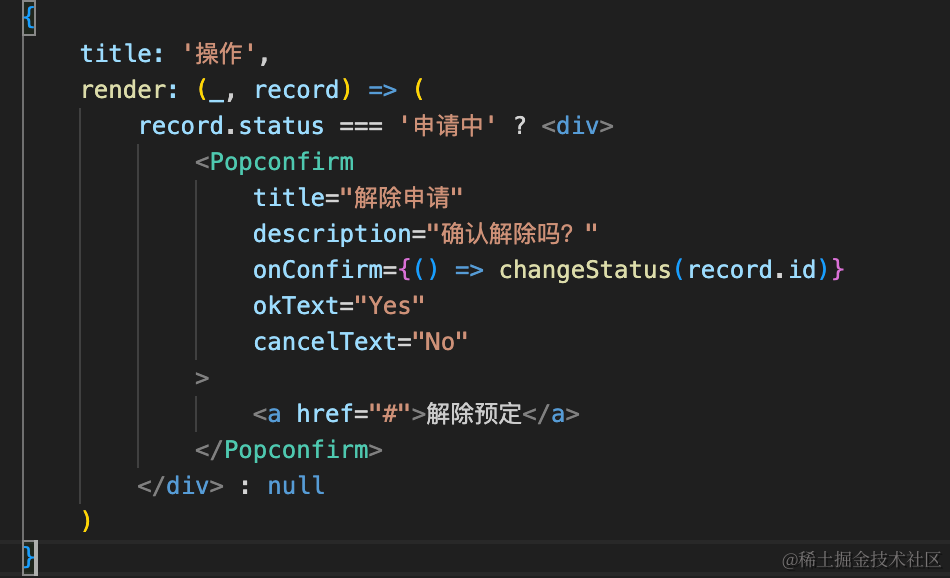 {
    title: '操作',
    render: (_, record) => (
        record.status === '申请中' ? <div>
            <Popconfirm
                title="解除申请"
                description="确认解除吗？"
                onConfirm={() => changeStatus(record.id)}
                okText="Yes"
                cancelText="No"
            >
                <a href="#">解除预定</a>
            </Popconfirm>
        </div> : null
    )
}
@稀土掘金技术社区